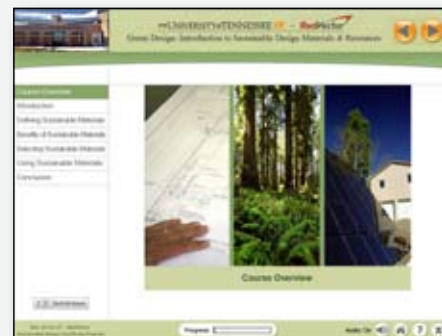 the UNIVERSITY of TENNESSEE UT - RedVector
Green Design: Introduction to Sustainable Design Materials & Resources
Course Overview
Introduction
Defining Sustainable Materials
Benefits of Sustainable Materials
Selecting Sustainable Materials
Using Sustainable Materials
Conclusion
Course Overview
Progress:
Audio On